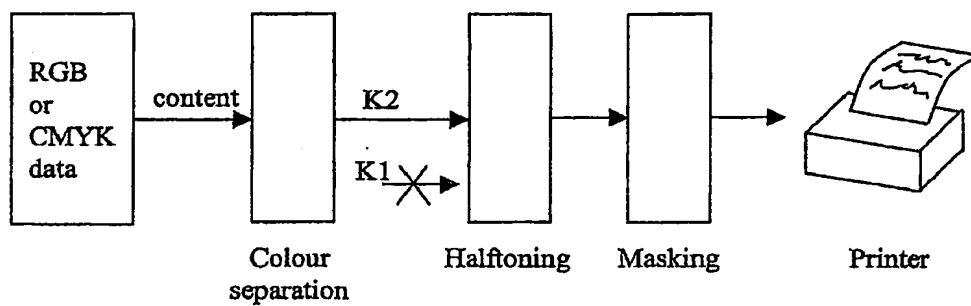 RGB
or
CMYK
data
content
K2
K1
Colour
separation
Halftoning
Masking
Printer